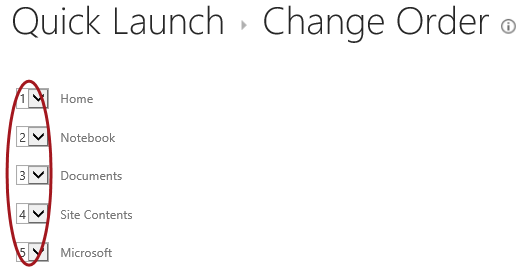 Quick Launch ▸ Change Order
1 Home
2 Notebook
3 Documents
4 Site Contents
5 Microsoft